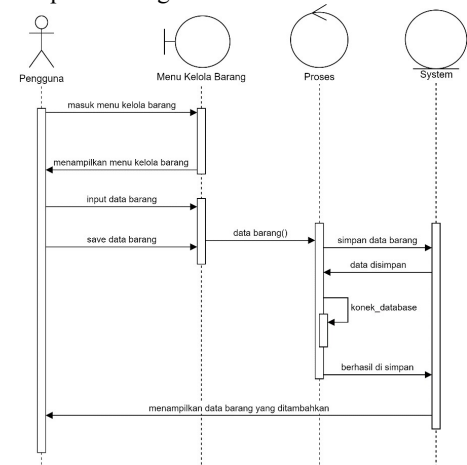 Pengguna
Menu Kelola Barang
Proses
System
masuk menu kelola barang
menampilkan menu kelola barang
input data barang
save data barang
data barang()
simpan data barang
data disimpan
konek_database
berhasil di simpan
menampilkan data barang yang ditambahkan